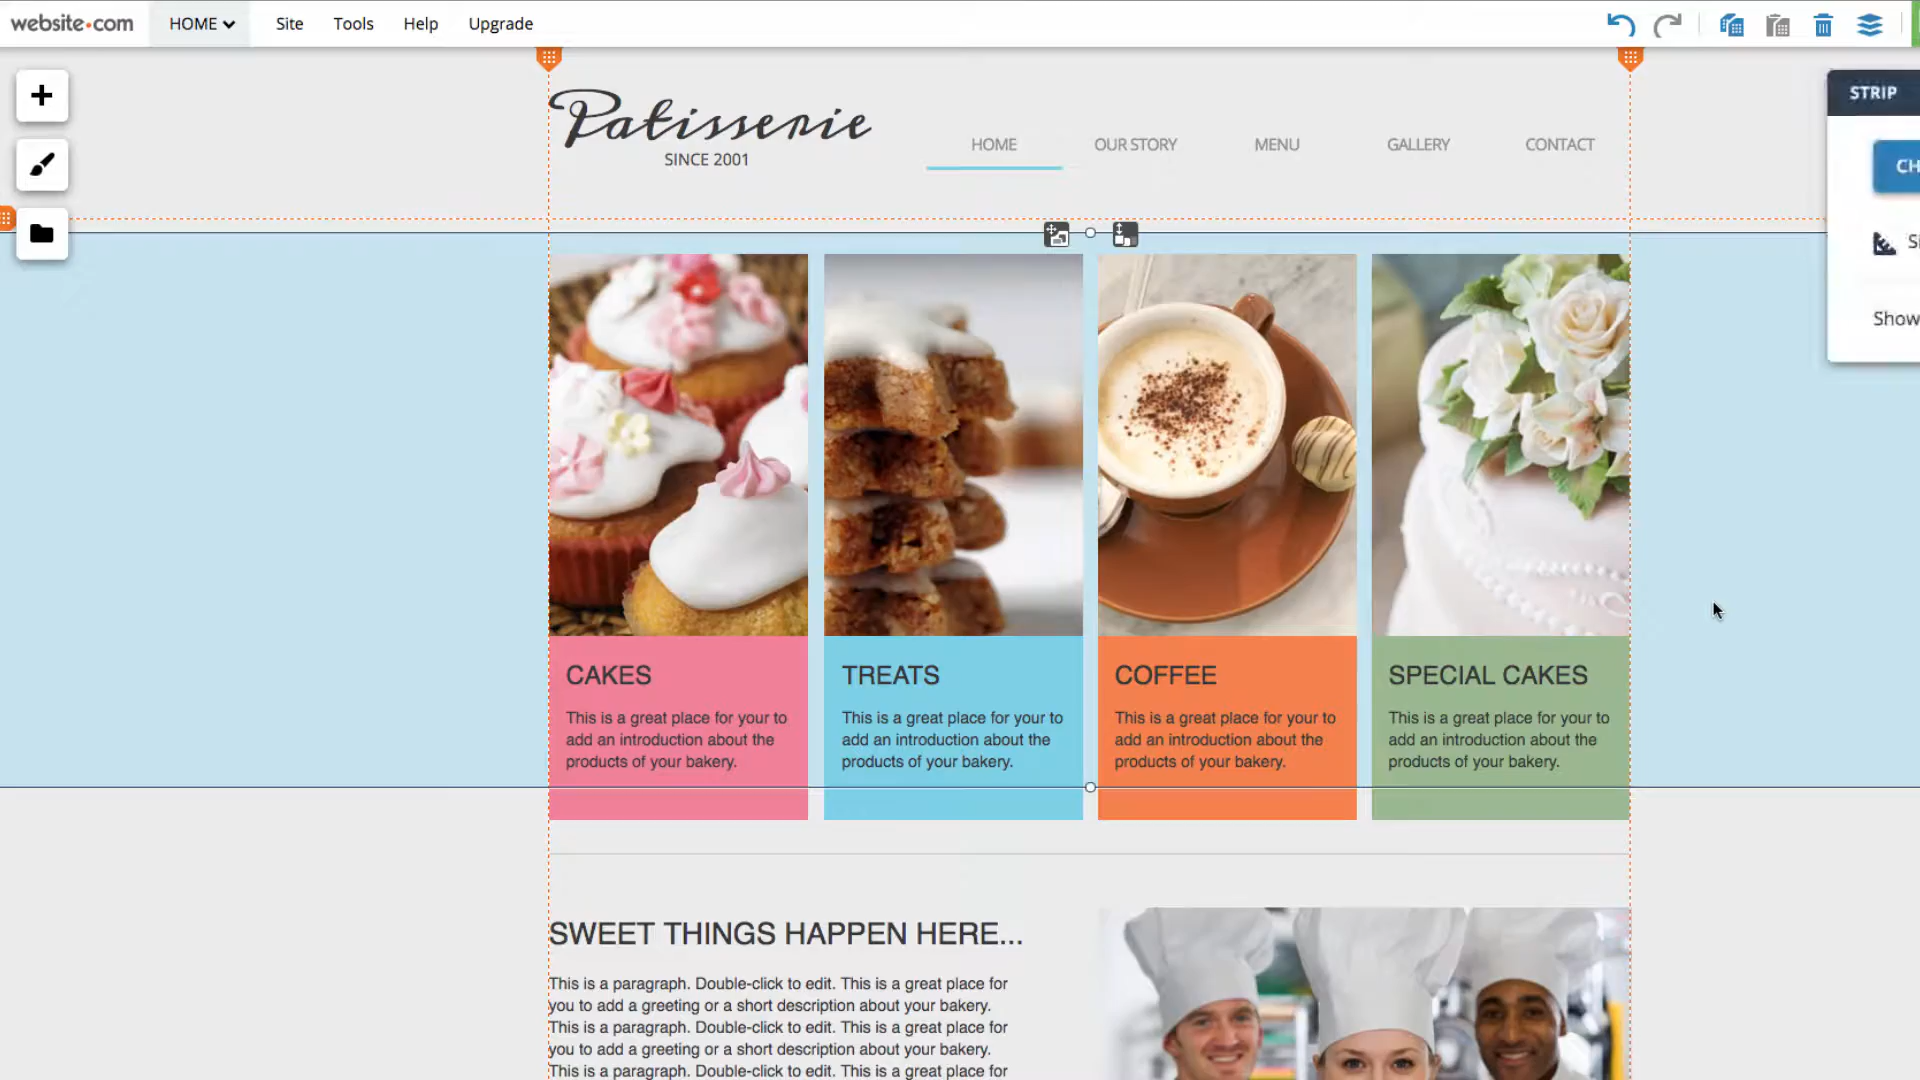 website.com
HOME
Site
Tools
Help
Upgrade
STRIP
Patisserie
SINCE 2001
HOME
OUR STORY
MENU
GALLERY
CONTACT
Show
CAKES
This is a great place for your to
add an introduction about the
products of your bakery.
TREATS
This is a great place for your to
add an introduction about the
products of your bakery.
COFFEE
This is a great place for your to
add an introduction about the
products of your bakery.
SPECIAL CAKES
This is a great place for your to
add an introduction about the
products of your bakery.
SWEET THINGS HAPPEN HERE...
This is a paragraph. Double-click to edit. This is a great place for
you to add a greeting or a short description about your bakery.
This is a paragraph. Double-click to edit. This is a great place for
you to add a greeting or a short description about your bakery.
This is a paragraph. Double-click to edit. This is a great place for